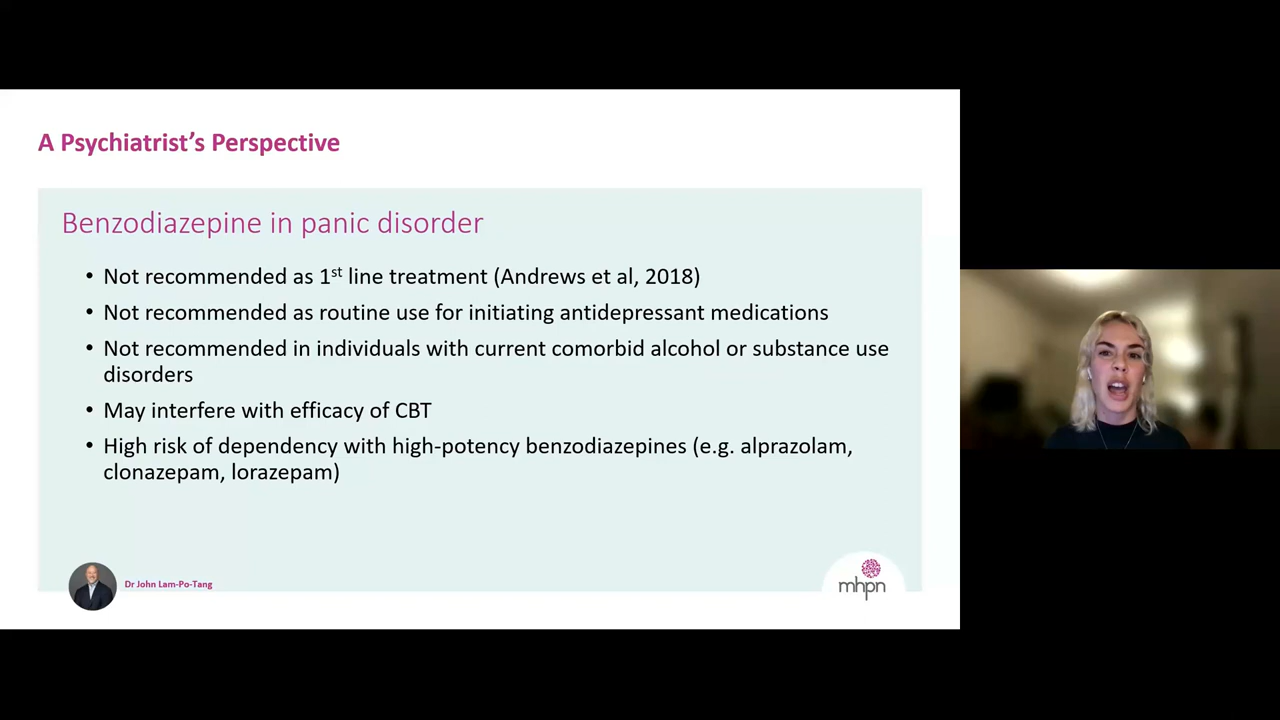 A Psychiatrist’s Perspective
Benzodiazepine in panic disorder
• Not recommended as 1st line treatment (Andrews et al, 2018)
• Not recommended as routine use for initiating antidepressant medications
• Not recommended in individuals with current comorbid alcohol or substance use
disorders
• May interfere with efficacy of CBT
• High risk of dependency with high-potency benzodiazepines (e.g. alprazolam,
clonazepam, lorazepam)
Dr John Lam-Po-Tang
mhpn